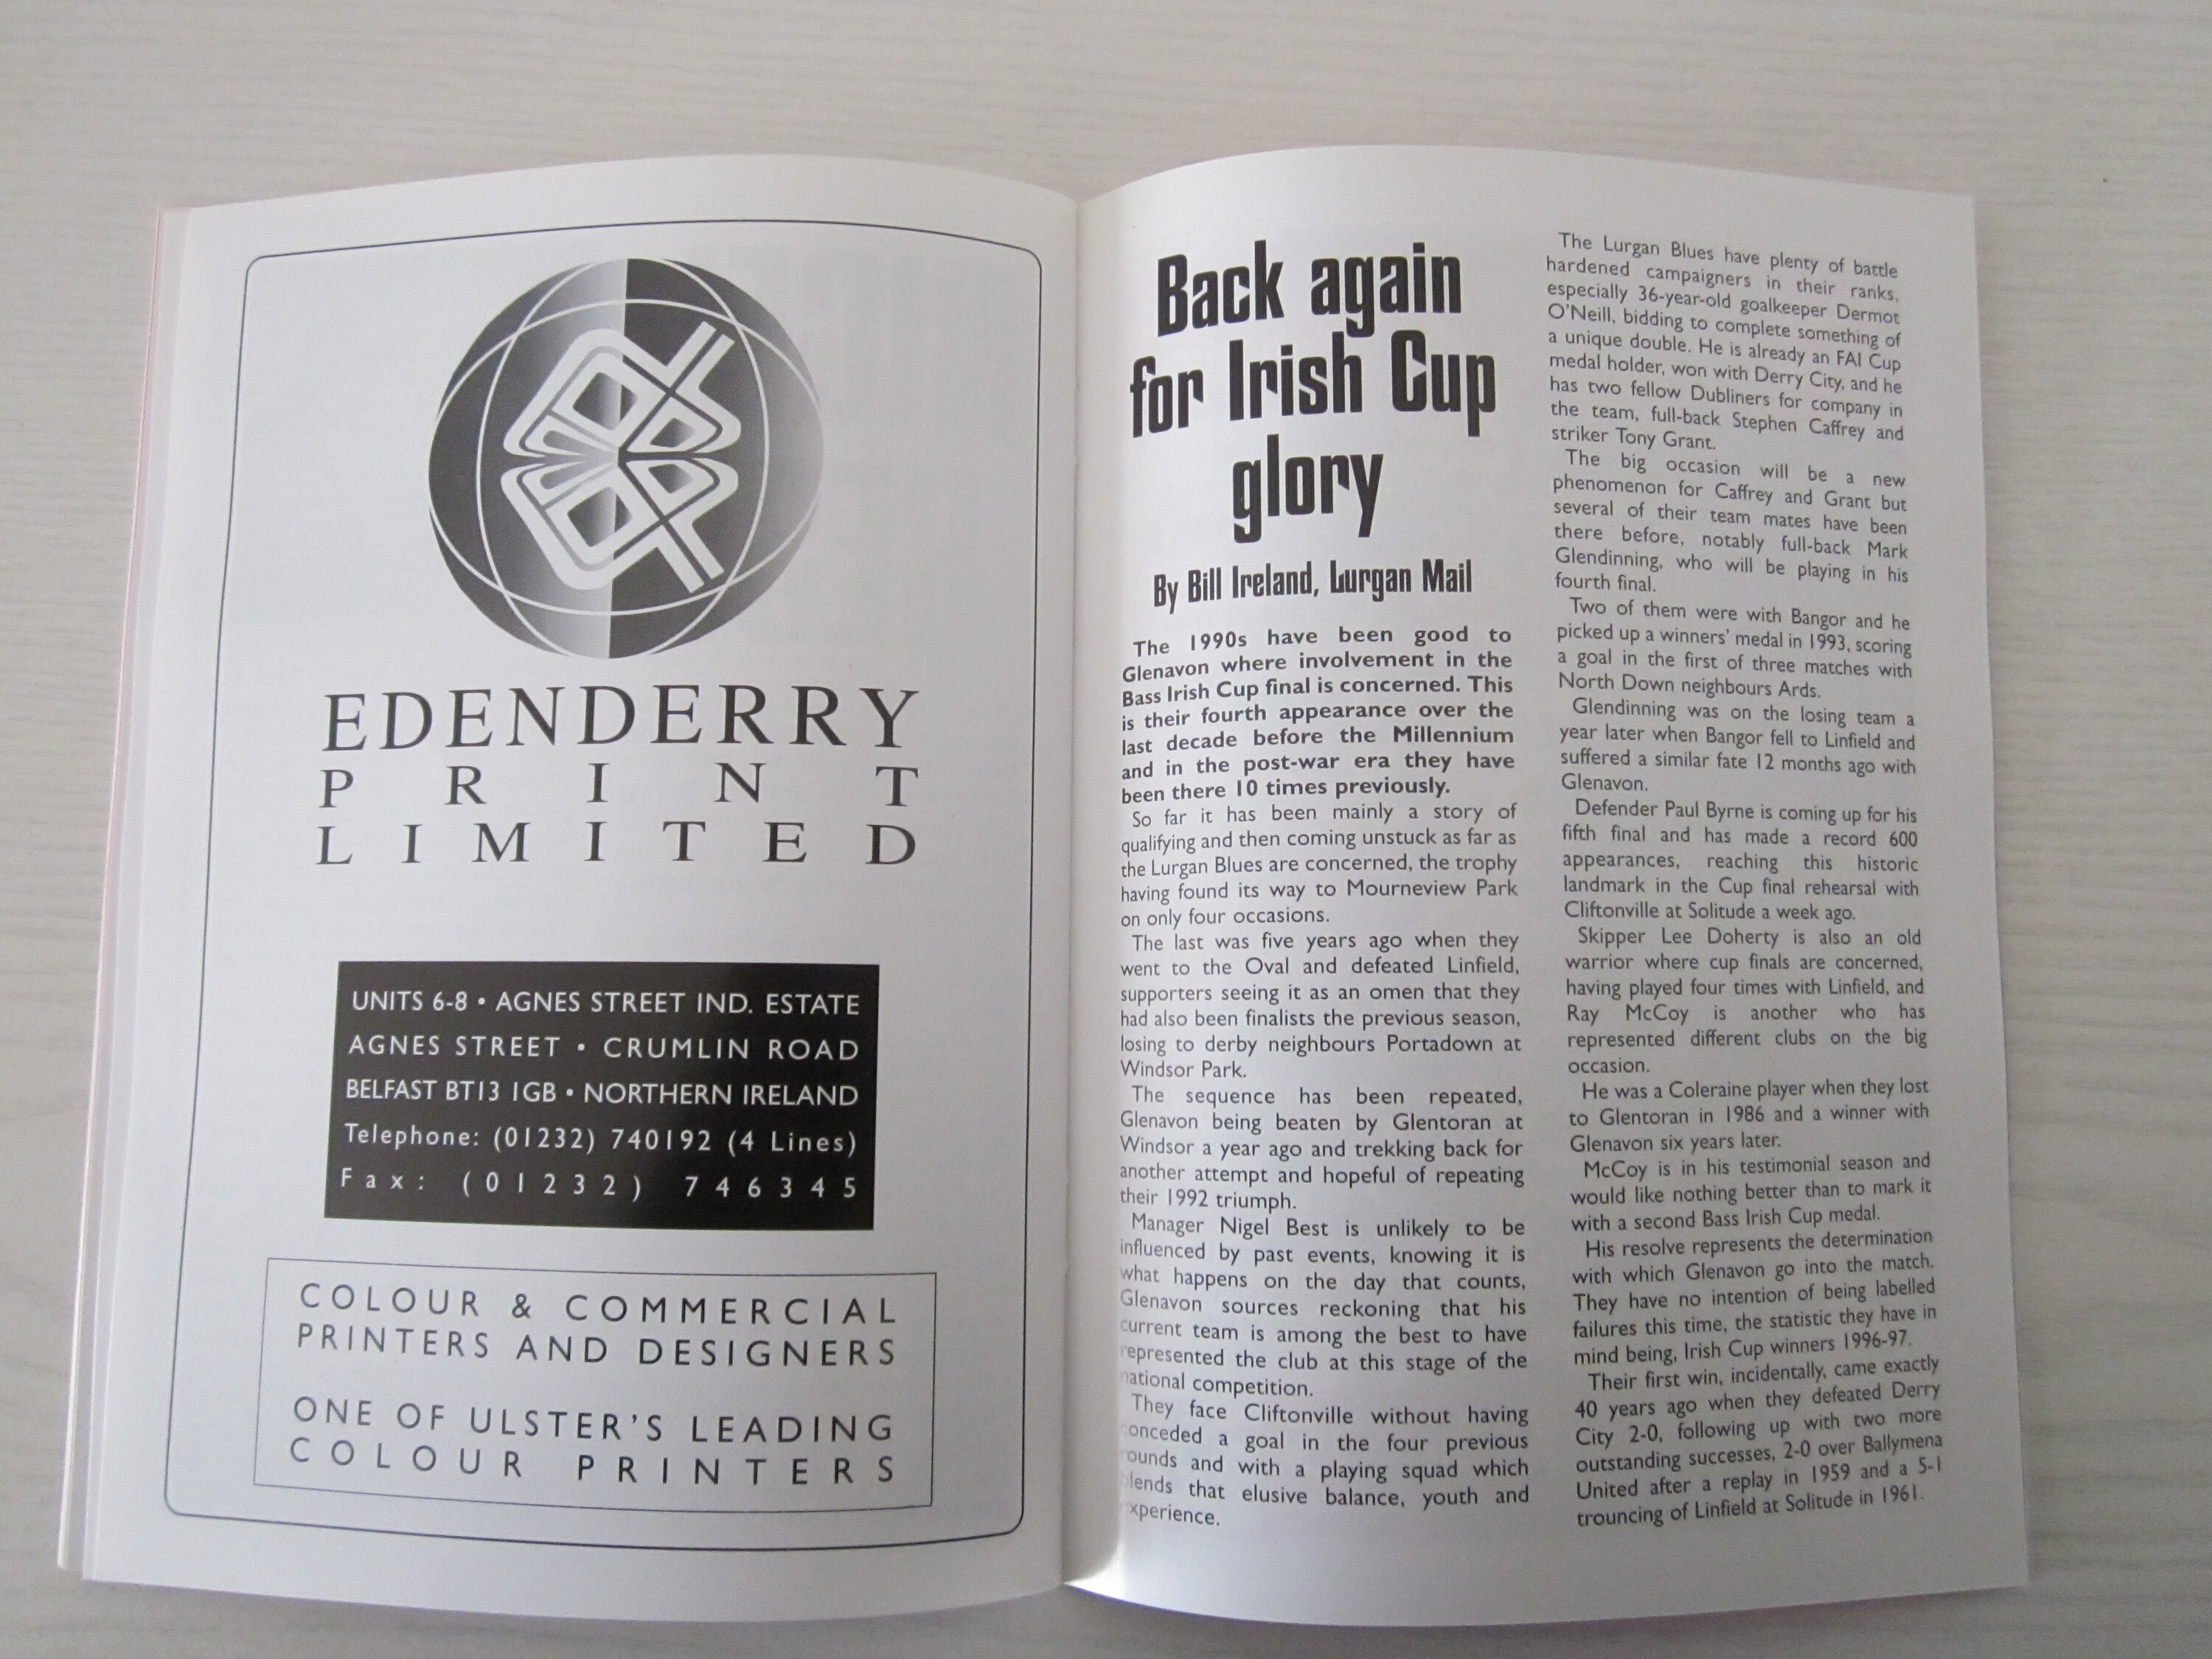 EDENDERRY
PRINT
LIMITED
UNITS 6-8 • AGNES STREET IND. ESTATE
AGNES STREET • CRUMLIN ROAD
BELFAST BT13 1GB • NORTHERN IRELAND
Telephone: (01232) 740192 (4 Lines)
Fax: (01232) 746345
COLOUR & COMMERCIAL
PRINTERS AND DESIGNERS
ONE OF ULSTER'S LEADING
COLOUR PRINTERS
Back again
for Irish Cup
glory
By Bill Ireland, Lurgan Mail
The 1990s have been good to
Glenavon where involvement in the
Bass Irish Cup final is concerned. This
is their fourth appearance over the
last decade before the Millennium
and in the post-war era they have
been there 10 times previously.
So far it has been mainly a story of
qualifying and then coming unstuck as far as
the Lurgan Blues are concerned, the trophy
having found its way to Mourneview Park
on only four occasions.
The last was five years ago when they
went to the Oval and defeated Linfield,
supporters seeing it as an omen that they
had also been finalists the previous season,
losing to derby neighbours Portadown at
Windsor Park.
The sequence has been repeated,
Glenavon being beaten by Glentoran at
Windsor a year ago and trekking back for
another attempt and hopeful of repeating
their 1992 triumph.
Manager Nigel Best is unlikely to be
influenced by past events, knowing it is
what happens on the day that counts,
Glenavon sources reckoning that his
current team is among the best to have
represented the club at this stage of the
national competition.
They face Cliftonville without having
conceded a goal in the four previous
rounds and with a playing squad which
blends that elusive balance, youth and
experience.
The Lurgan Blues have plenty of battle
hardened campaigners in their ranks,
especially 36-year-old goalkeeper Dermot
O'Neill, bidding to complete something of
a unique double. He is already an FAI Cup
medal holder, won with Derry City, and he
has two fellow Dubliners for company in
the team, full-back Stephen Caffrey and
striker Tony Grant.
The big occasion will be a new
phenomenon for Caffrey and Grant but
several of their team mates have been
there before, notably full-back Mark
Glendinning, who will be playing in his
fourth final.
Two of them were with Bangor and he
picked up a winners' medal in 1993, scoring
a goal in the first of three matches with
North Down neighbours Ards.
Glendinning was on the losing team a
year later when Bangor fell to Linfield and
suffered a similar fate 12 months ago with
Glenavon.
Defender Paul Byrne is coming up for his
fifth final and has made a record 600
appearances, reaching this historic
landmark in the Cup final rehearsal with
Cliftonville at Solitude a week ago.
Skipper Lee Doherty is also an old
warrior where cup finals are concerned,
having played four times with Linfield, and
Ray McCoy is another who has
represented different clubs on the big
occasion.
He was a Coleraine player when they lost
to Glentoran in 1986 and a winner with
Glenavon six years later.
McCoy is in his testimonial season and
would like nothing better than to mark it
with a second Bass Irish Cup medal.
His resolve represents the determination
with which Glenavon go into the match.
They have no intention of being labelled
failures this time, the statistic they have in
mind being, Irish Cup winners 1996-97.
Their first win, incidentally, came exactly
40 years ago when they defeated Derry
City 2-0, following up with two more
outstanding successes, 2-0 over Ballymena
United after a replay in 1959 and a 5-1
trouncing of Linfield at Solitude in 1961.